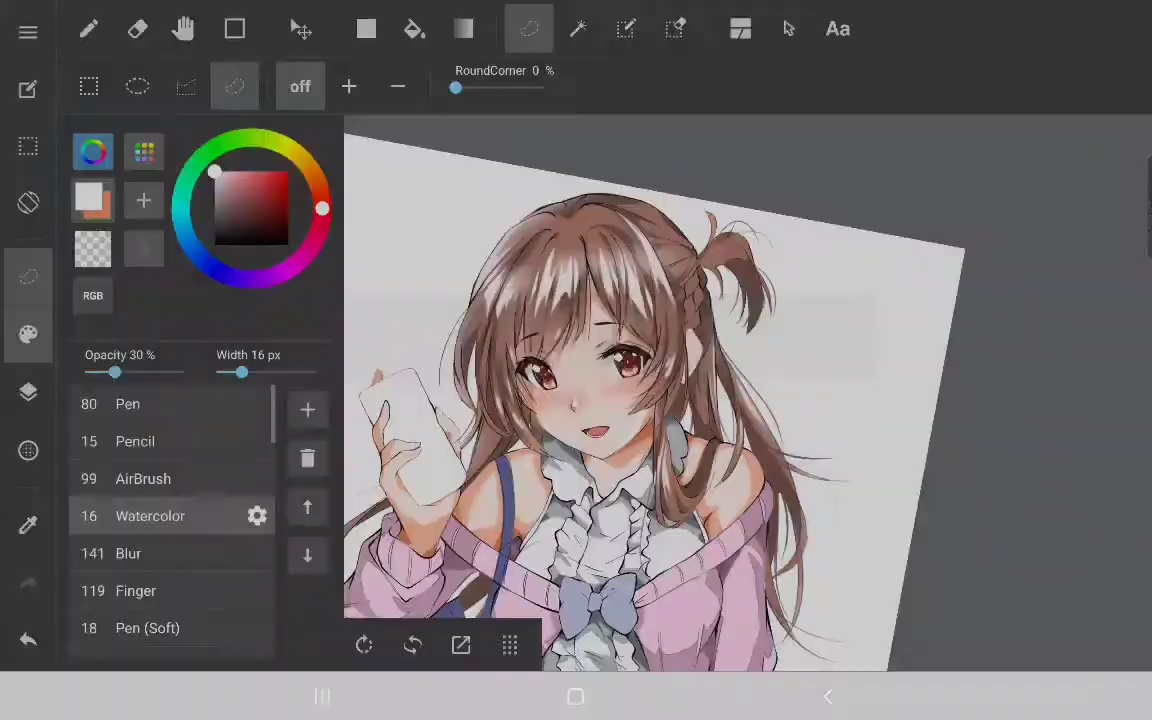 Aa
off
RoundCorner 0 %
RGB
Opacity 30 %
Width 16 px
80 Pen
15 Pencil
99 AirBrush
16 Watercolor
141 Blur
119 Finger
18 Pen (Soft)